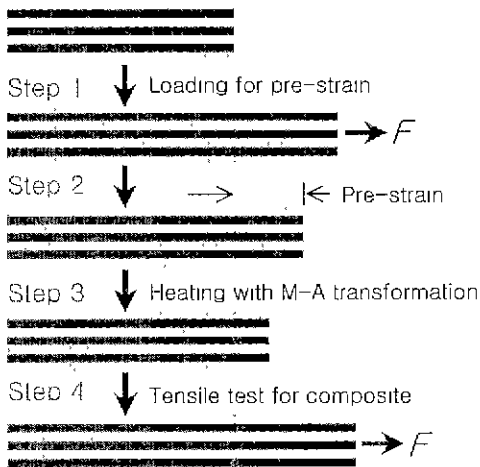 Step 1 Loading for pre-strain
F
Step 2
Pre-strain
Step 3 Heating with M-A transformation
Step 4 Tensile test for composite
F